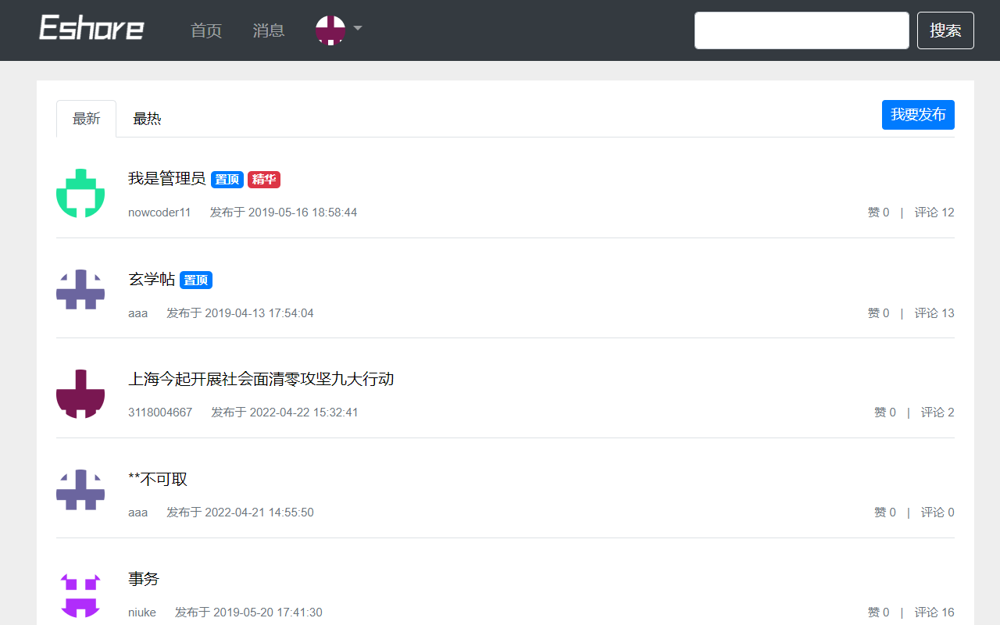 Eshare 首页 消息 搜索
最新 最热 我要发布
我是管理员 置顶 精华
nowcoder11 发布于 2019-05-16 18:58:44 赞 0 | 评论 12
玄学帖 置顶
aaa 发布于 2019-04-13 17:54:04 赞 0 | 评论 13
上海今起开展社会面清零攻坚九大行动
3118004667 发布于 2022-04-22 15:32:41 赞 0 | 评论 2
**不可取
aaa 发布于 2022-04-21 14:55:50 赞 0 | 评论 0
事务
niuke 发布于 2019-05-20 17:41:30 赞 0 | 评论 16